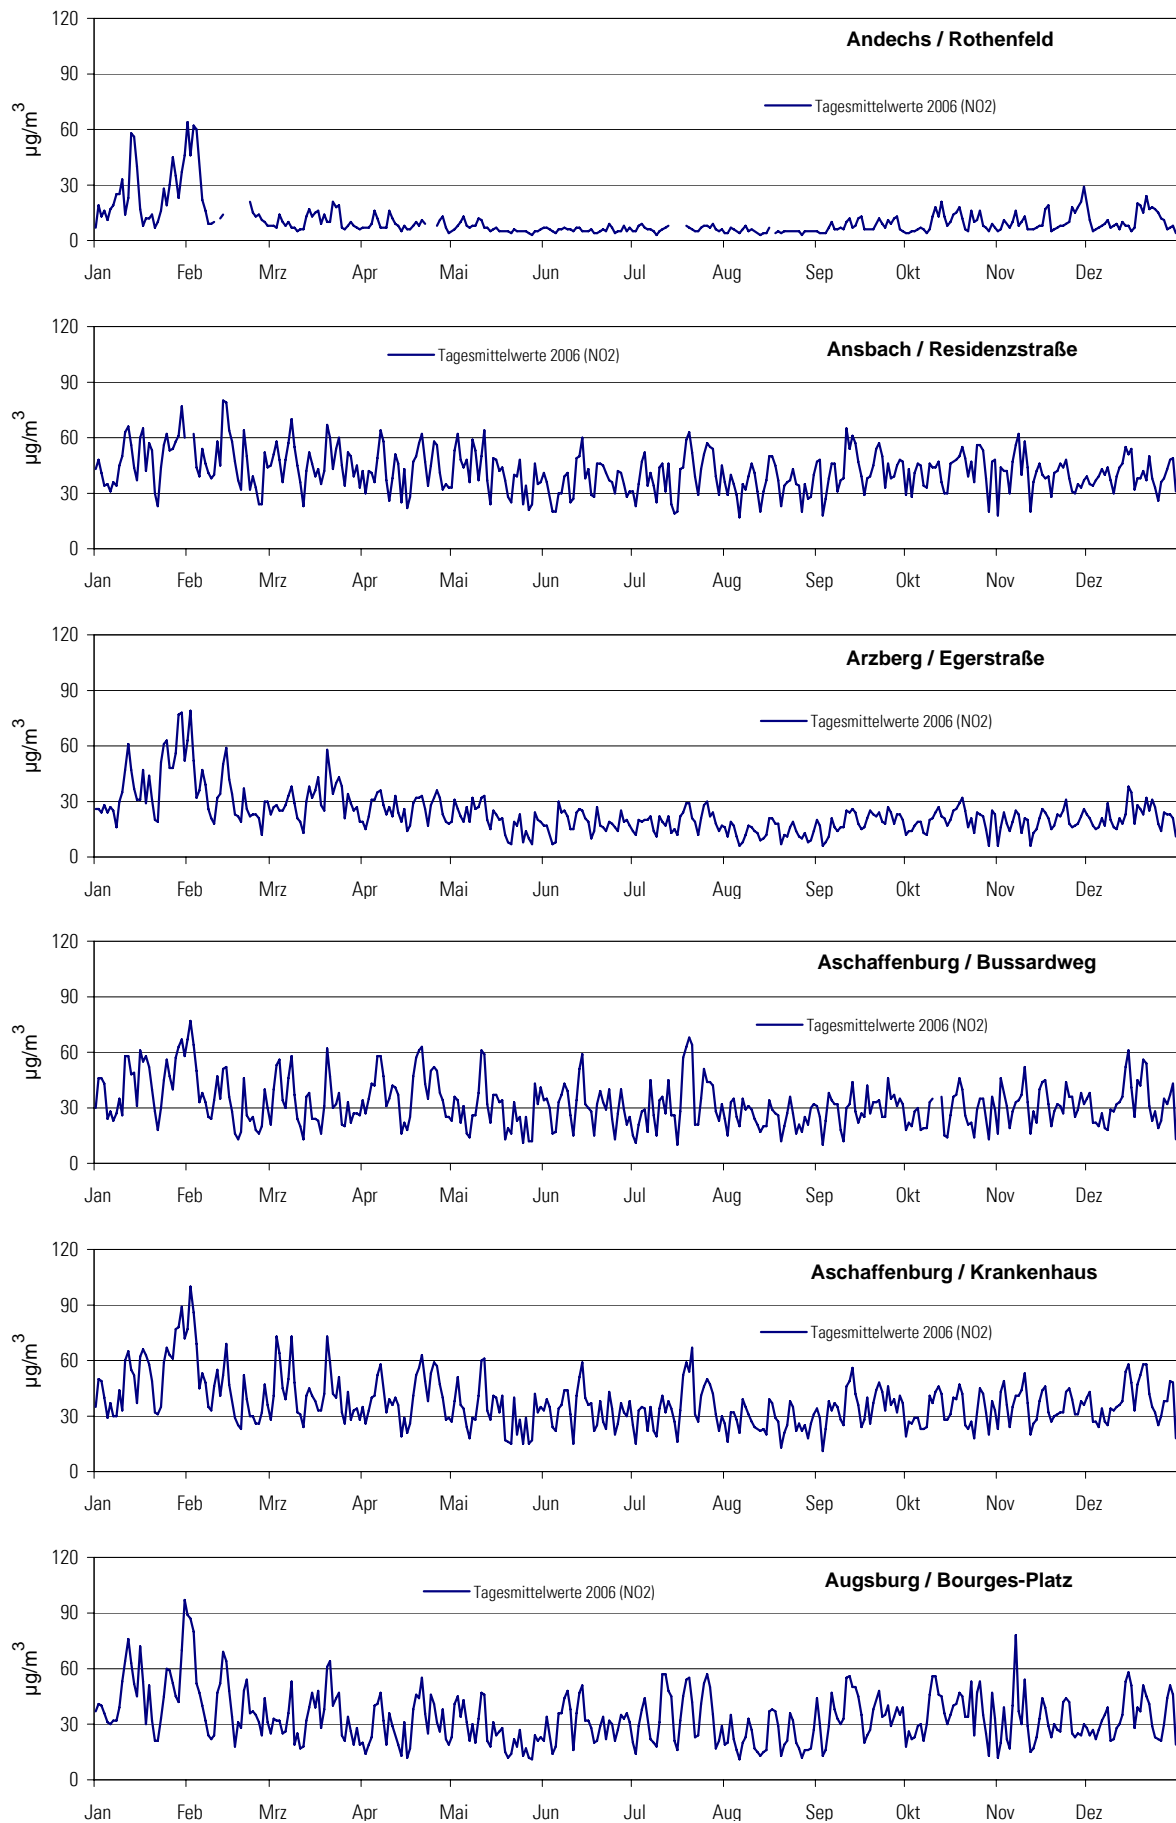 120
Andechs / Rothenfeld
90
Tagesmittelwerte 2006 (NO2)
µg/m³
60
30
0
Jan Feb Mrz Apr Mai Jun Jul Aug Sep Okt Nov Dez
120
Ansbach / Residenzstraße
Tagesmittelwerte 2006 (NO2)
90
µg/m³
60
30
0
Jan Feb Mrz Apr Mai Jun Jul Aug Sep Okt Nov Dez
120
Arzberg / Egerstraße
90
Tagesmittelwerte 2006 (NO2)
µg/m³
60
30
0
Jan Feb Mrz Apr Mai Jun Jul Aug Sep Okt Nov Dez
120
Aschaffenburg / Bussardweg
90
Tagesmittelwerte 2006 (NO2)
µg/m³
60
30
0
Jan Feb Mrz Apr Mai Jun Jul Aug Sep Okt Nov Dez
120
Aschaffenburg / Krankenhaus
90
Tagesmittelwerte 2006 (NO2)
µg/m³
60
30
0
Jan Feb Mrz Apr Mai Jun Jul Aug Sep Okt Nov Dez
120
Augsburg / Bourges-Platz
Tagesmittelwerte 2006 (NO2)
90
µg/m³
60
30
0
Jan Feb Mrz Apr Mai Jun Jul Aug Sep Okt Nov Dez